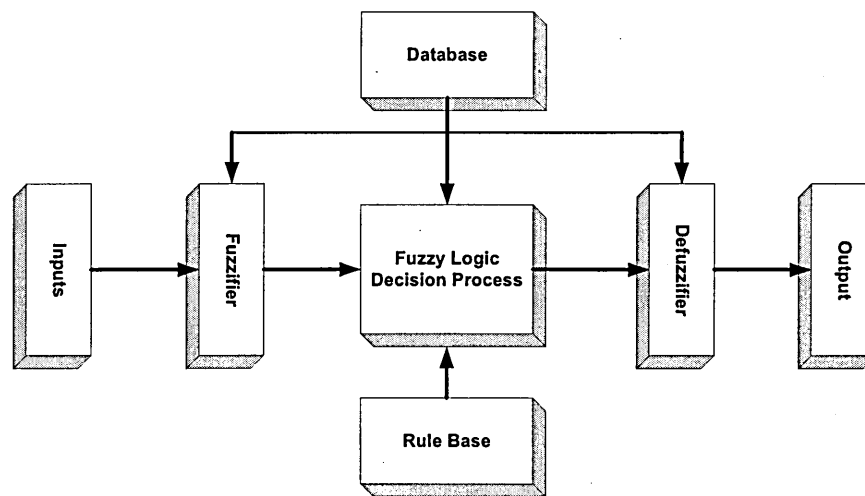 Database
Inputs
Fuzzifier
Fuzzy Logic
Decision Process
Defuzzifier
Output
Rule Base